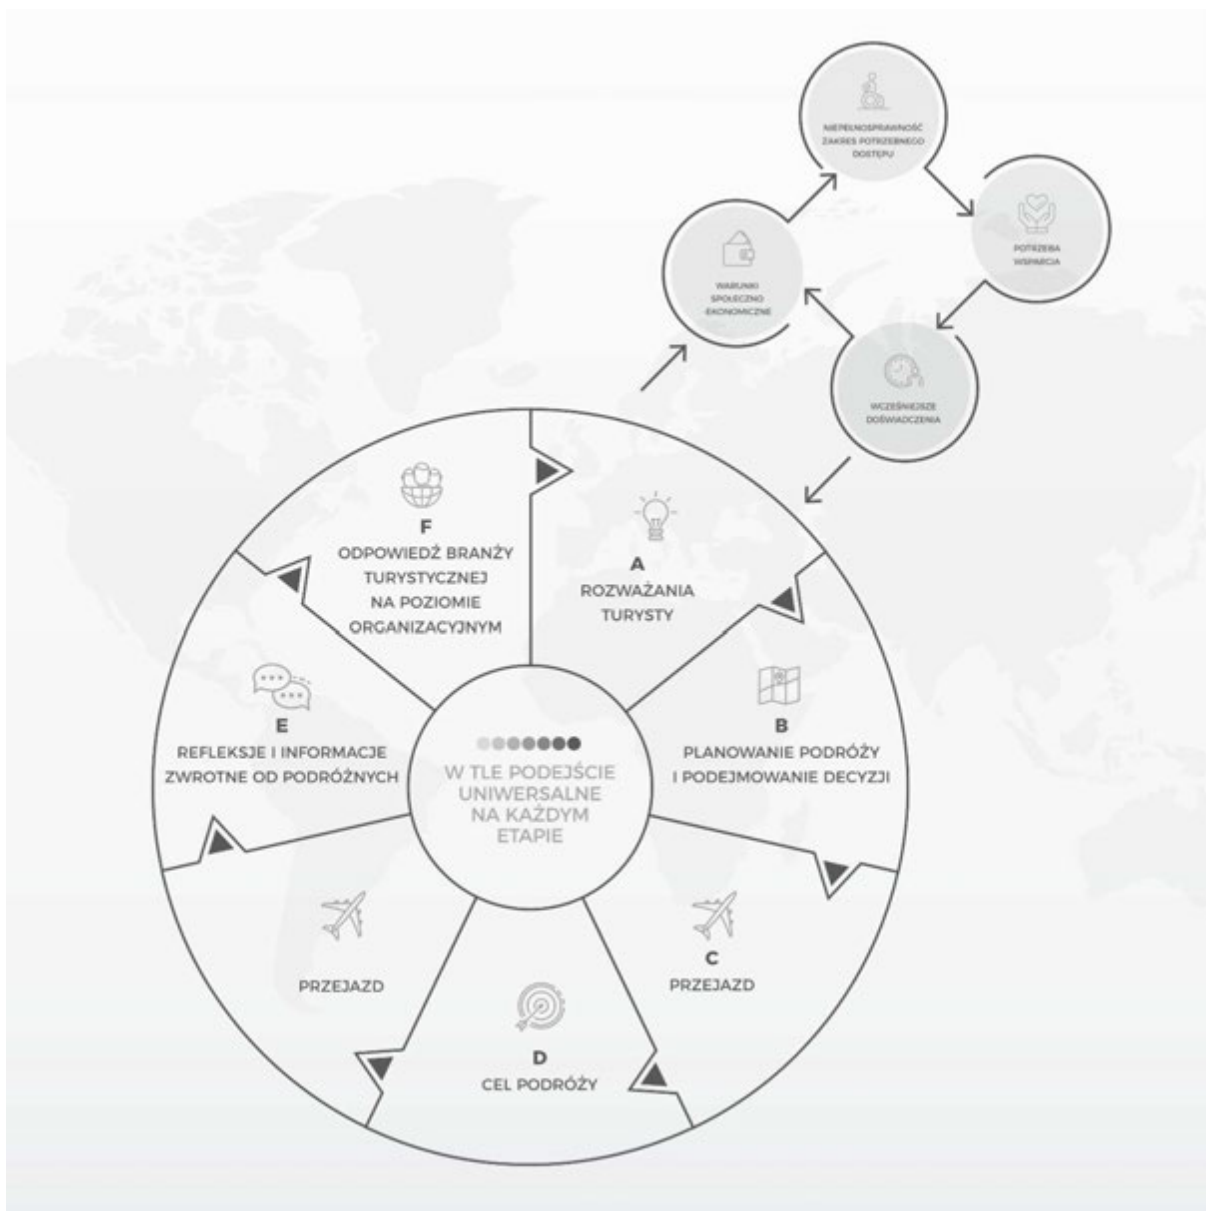 NIEPEŁNOSPRAWNOŚĆ
ZAKRES POTRZEBNEGO
DOSTĘPU
POTRZEBA
WSPARCIA
WARUNKI
SPOŁECZNO
-EKONOMICZNE
WCZEŚNIEJSZE
DOŚWIADCZENIA
F
ODPOWIEDŹ BRANŻY
TURYSTYCZNEJ
NA POZIOMIE
ORGANIZACYJNYM
A
ROZWAŻANIA
TURYSTY
B
PLANOWANIE PODRÓŻY
I PODEJMOWANIE DECYZJI
C
PRZEJAZD
D
CEL PODRÓŻY
PRZEJAZD
E
REFLEKSJE I INFORMACJE
ZWROTNE OD PODRÓŻNYCH
W TLE PODEJŚCIE
UNIWERSALNE
NA KAŻDYM
ETAPIE